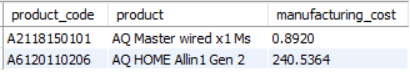 product_code product manufacturing_cost
A2118150101 AQ Master wired x1 Ms 0.8920
A6120110206 AQ HOME Allin1 Gen 2 240.5364